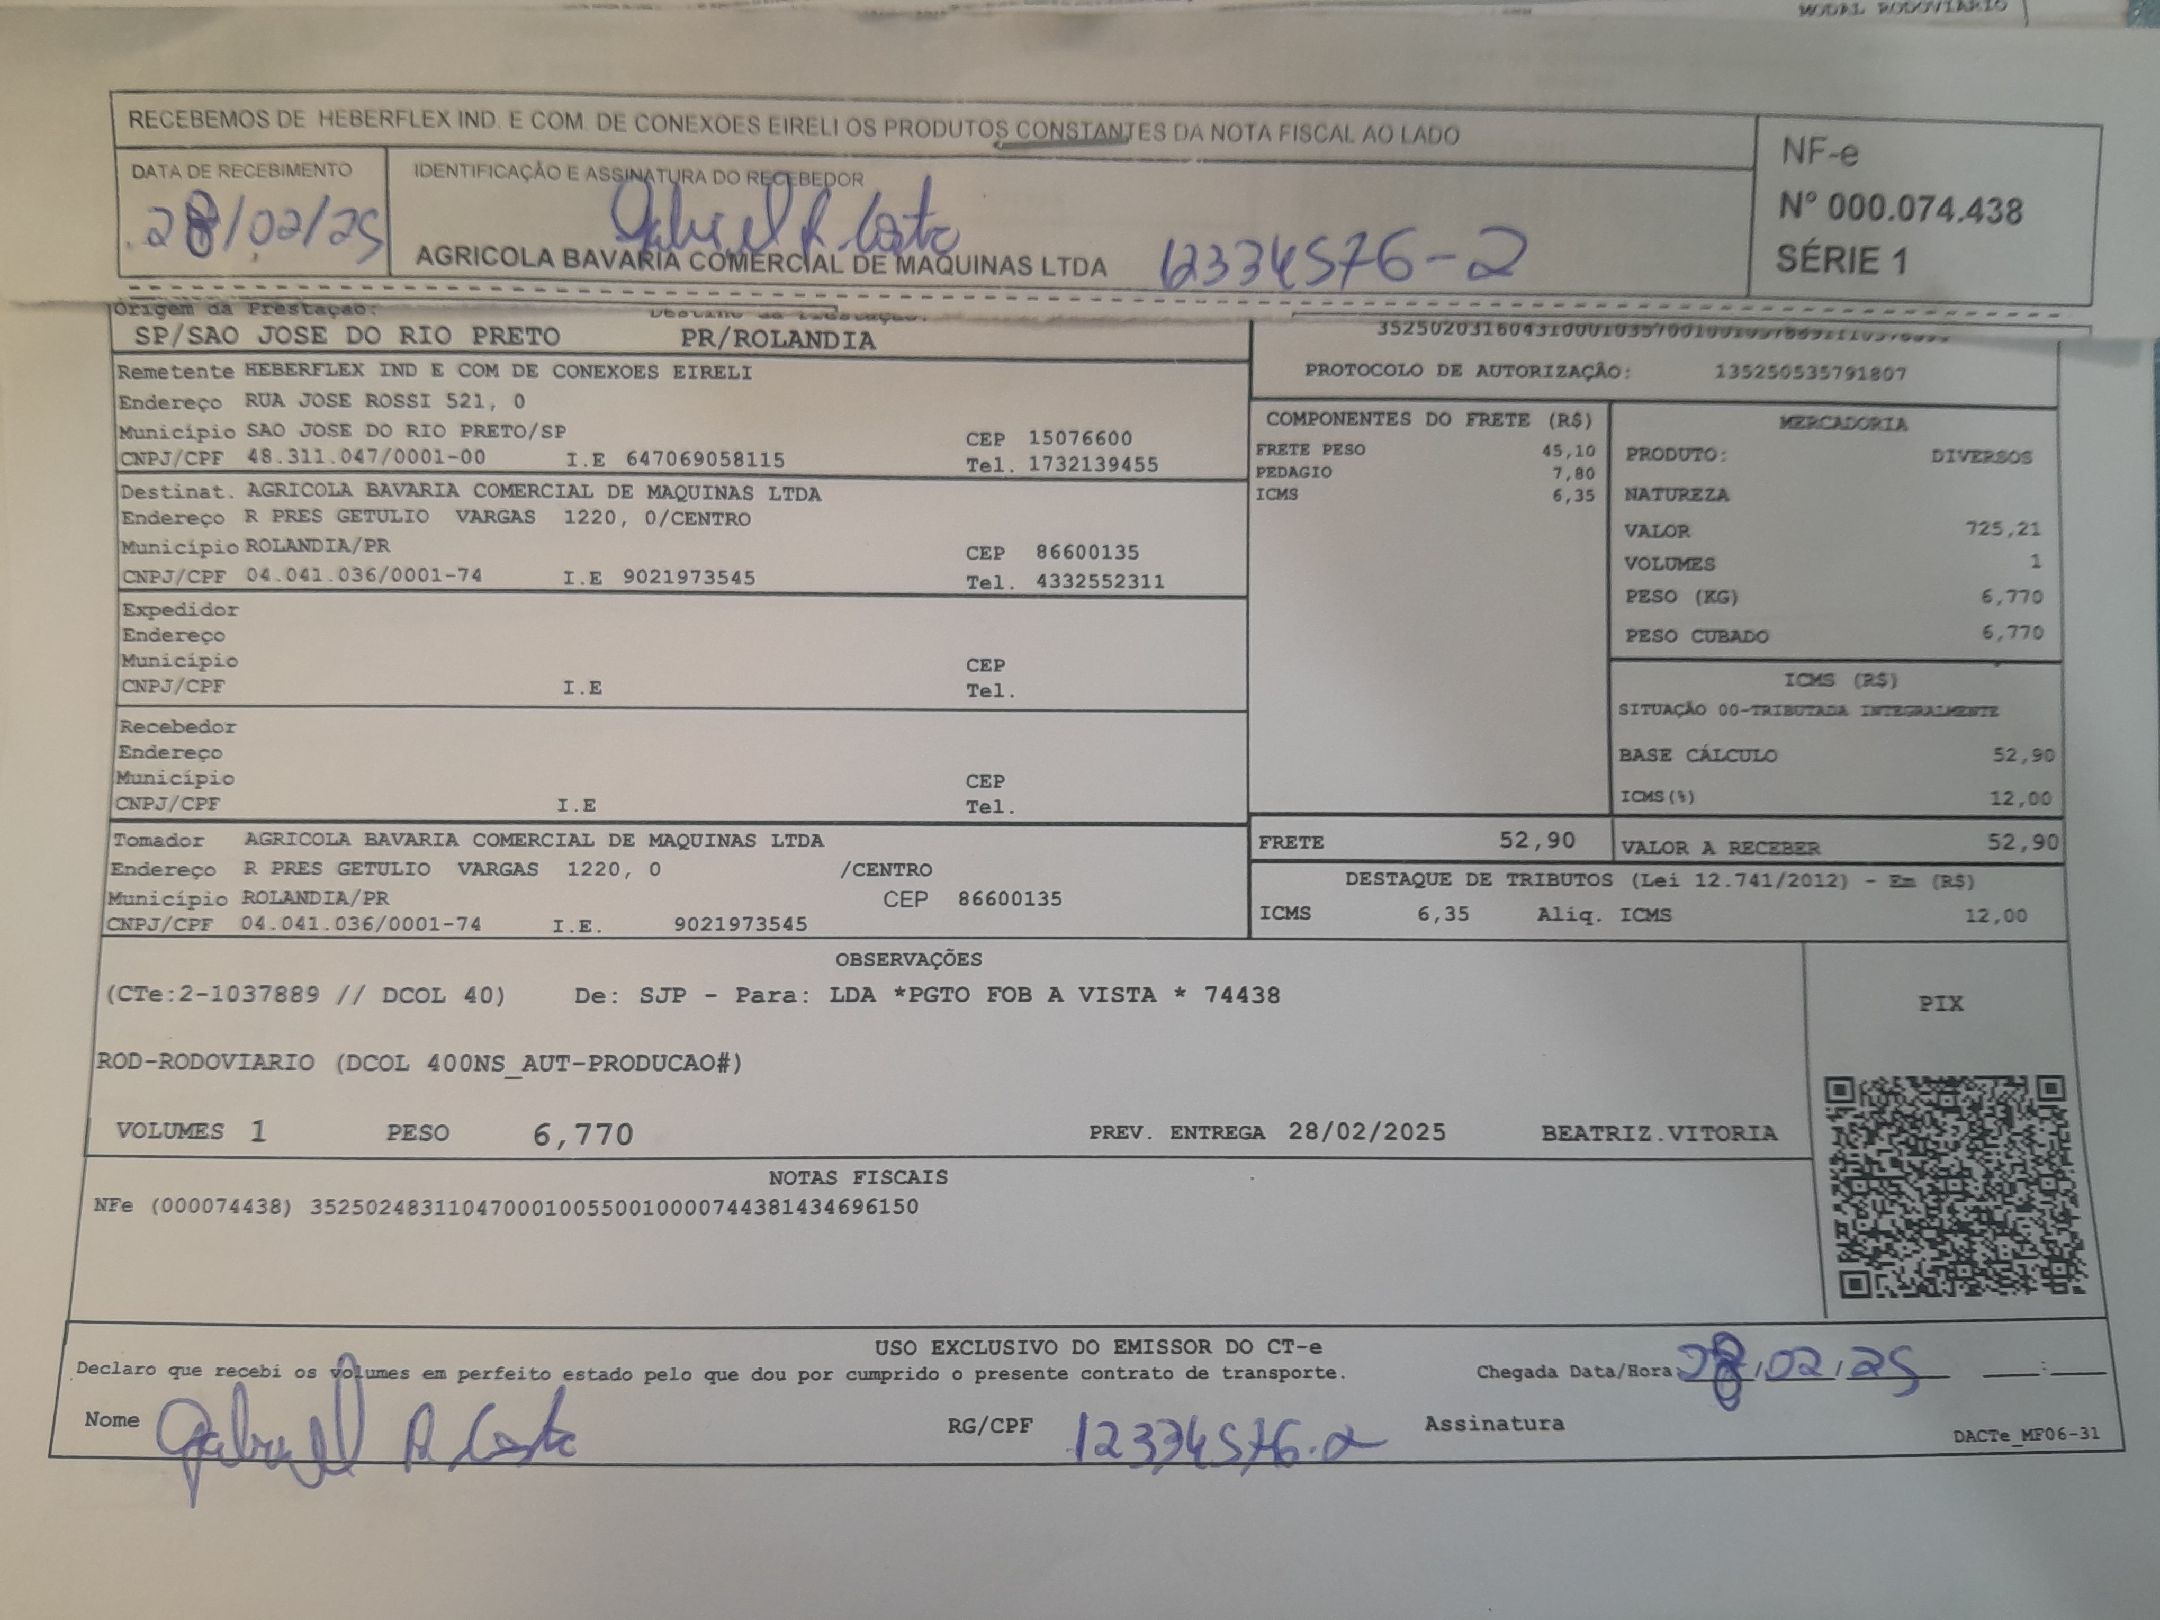 MODAL RODOVIARIO
RECEBEMOS DE HEBERFLEX IND. E COM. DE CONEXOES EIRELI OS PRODUTOS CONSTANTES DA NOTA FISCAL AO LADO
DATA DE RECEBIMENTO
28/02/25
IDENTIFICAÇÃO E ASSINATURA DO RECEBEDOR
Gabriel R. Costa
AGRICOLA BAVARIA COMERCIAL DE MAQUINAS LTDA 12334576-2
NF-e
Nº 000.074.438
SÉRIE 1
Origem da Prestação:
SP/SAO JOSE DO RIO PRETO PR/ROLANDIA
PROTOCOLO DE AUTORIZAÇÃO: 135250535791807
Remetente HEBERFLEX IND E COM DE CONEXOES EIRELI
Endereço RUA JOSE ROSSI 521, 0
Município SAO JOSE DO RIO PRETO/SP CEP 15076600
CNPJ/CPF 48.311.047/0001-00 I.E 647069058115 Tel. 1732139455
Destinat. AGRICOLA BAVARIA COMERCIAL DE MAQUINAS LTDA
Endereço R PRES GETULIO VARGAS 1220, 0/CENTRO
Município ROLANDIA/PR CEP 86600135
CNPJ/CPF 04.041.036/0001-74 I.E 9021973545 Tel. 4332552311
Expedidor
Endereço
Município CEP
CNPJ/CPF I.E Tel.
Recebedor
Endereço
Município CEP
CNPJ/CPF I.E Tel.
Tomador AGRICOLA BAVARIA COMERCIAL DE MAQUINAS LTDA
Endereço R PRES GETULIO VARGAS 1220, 0 /CENTRO
Município ROLANDIA/PR CEP 86600135
CNPJ/CPF 04.041.036/0001-74 I.E. 9021973545
COMPONENTES DO FRETE (R$)
FRETE PESO 45,10
PEDAGIO 7,80
ICMS 6,35
MERCADORIA
PRODUTO: DIVERSOS
NATUREZA
VALOR 725,21
VOLUMES 1
PESO (KG) 6,770
PESO CUBADO 6,770
ICMS (R$)
SITUAÇÃO 00-TRIBUTADA INTEGRALMENTE
BASE CÁLCULO 52,90
ICMS(%) 12,00
FRETE 52,90 VALOR A RECEBER 52,90
DESTAQUE DE TRIBUTOS (Lei 12.741/2012) - Em (R$)
ICMS 6,35 Aliq. ICMS 12,00
OBSERVAÇÕES
(CTe:2-1037889 // DCOL 40) De: SJP - Para: LDA *PGTO FOB A VISTA * 74438
ROD-RODOVIARIO (DCOL 400NS_AUT-PRODUCAO#)
VOLUMES 1 PESO 6,770 PREV. ENTREGA 28/02/2025 BEATRIZ.VITORIA
PIX
NOTAS FISCAIS
NFe (000074438) 35250248311047000100550010000744381434696150
USO EXCLUSIVO DO EMISSOR DO CT-e
Declaro que recebi os volumes em perfeito estado pelo que dou por cumprido o presente contrato de transporte. Chegada Data/Hora 28/02/25 __:__
Nome Gabriel R Costa RG/CPF 12334576-2 Assinatura
DACTe_MF06-31